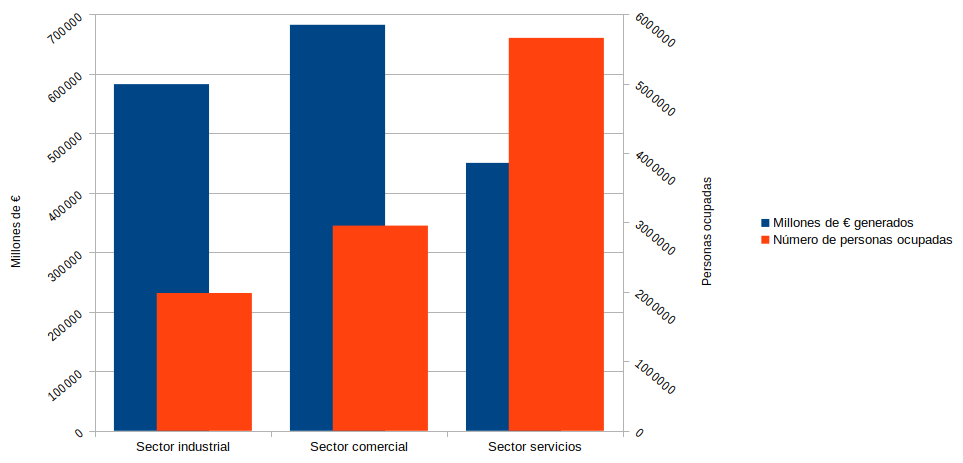 700000
600000
500000
400000
300000
200000
100000
0
Millones de €
6000000
5000000
4000000
3000000
2000000
1000000
0
Personas ocupadas
Sector industrial
Sector comercial
Sector servicios
Millones de € generados
Número de personas ocupadas